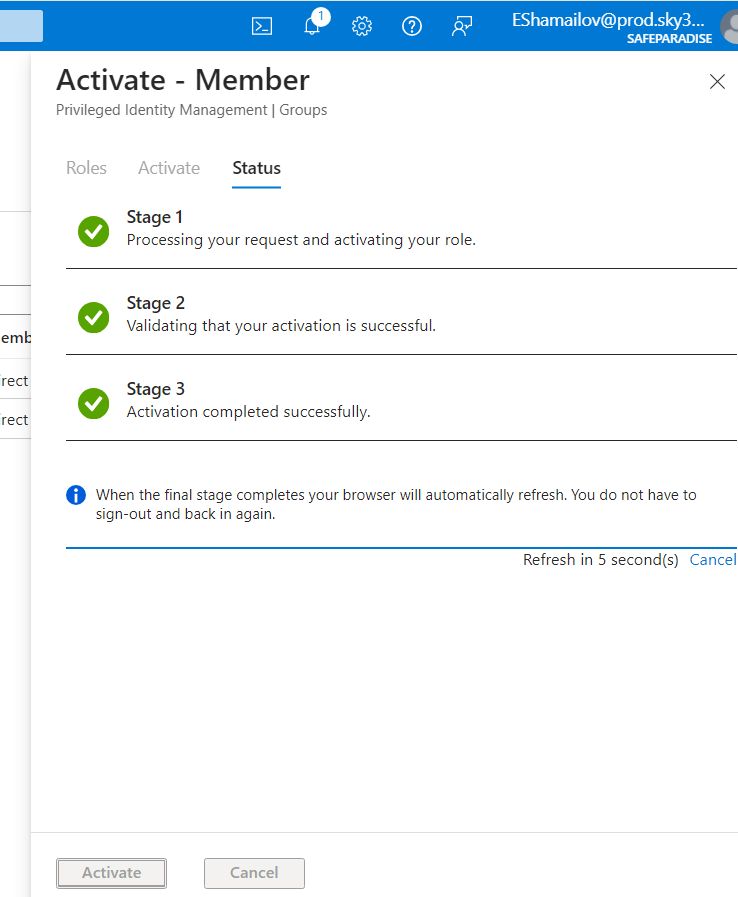 1
EShamailov@prod.sky3...
SAFEPARADISE
Activate - Member
Privileged Identity Management | Groups
Roles
Activate
Status
Stage 1
Processing your request and activating your role.
Stage 2
Validating that your activation is successful.
emb
Stage 3
rect
Activation completed successfully.
rect
When the final stage completes your browser will automatically refresh. You do not have to
sign-out and back in again.
Refresh in 5 second(s) Cancel
Activate
Cancel